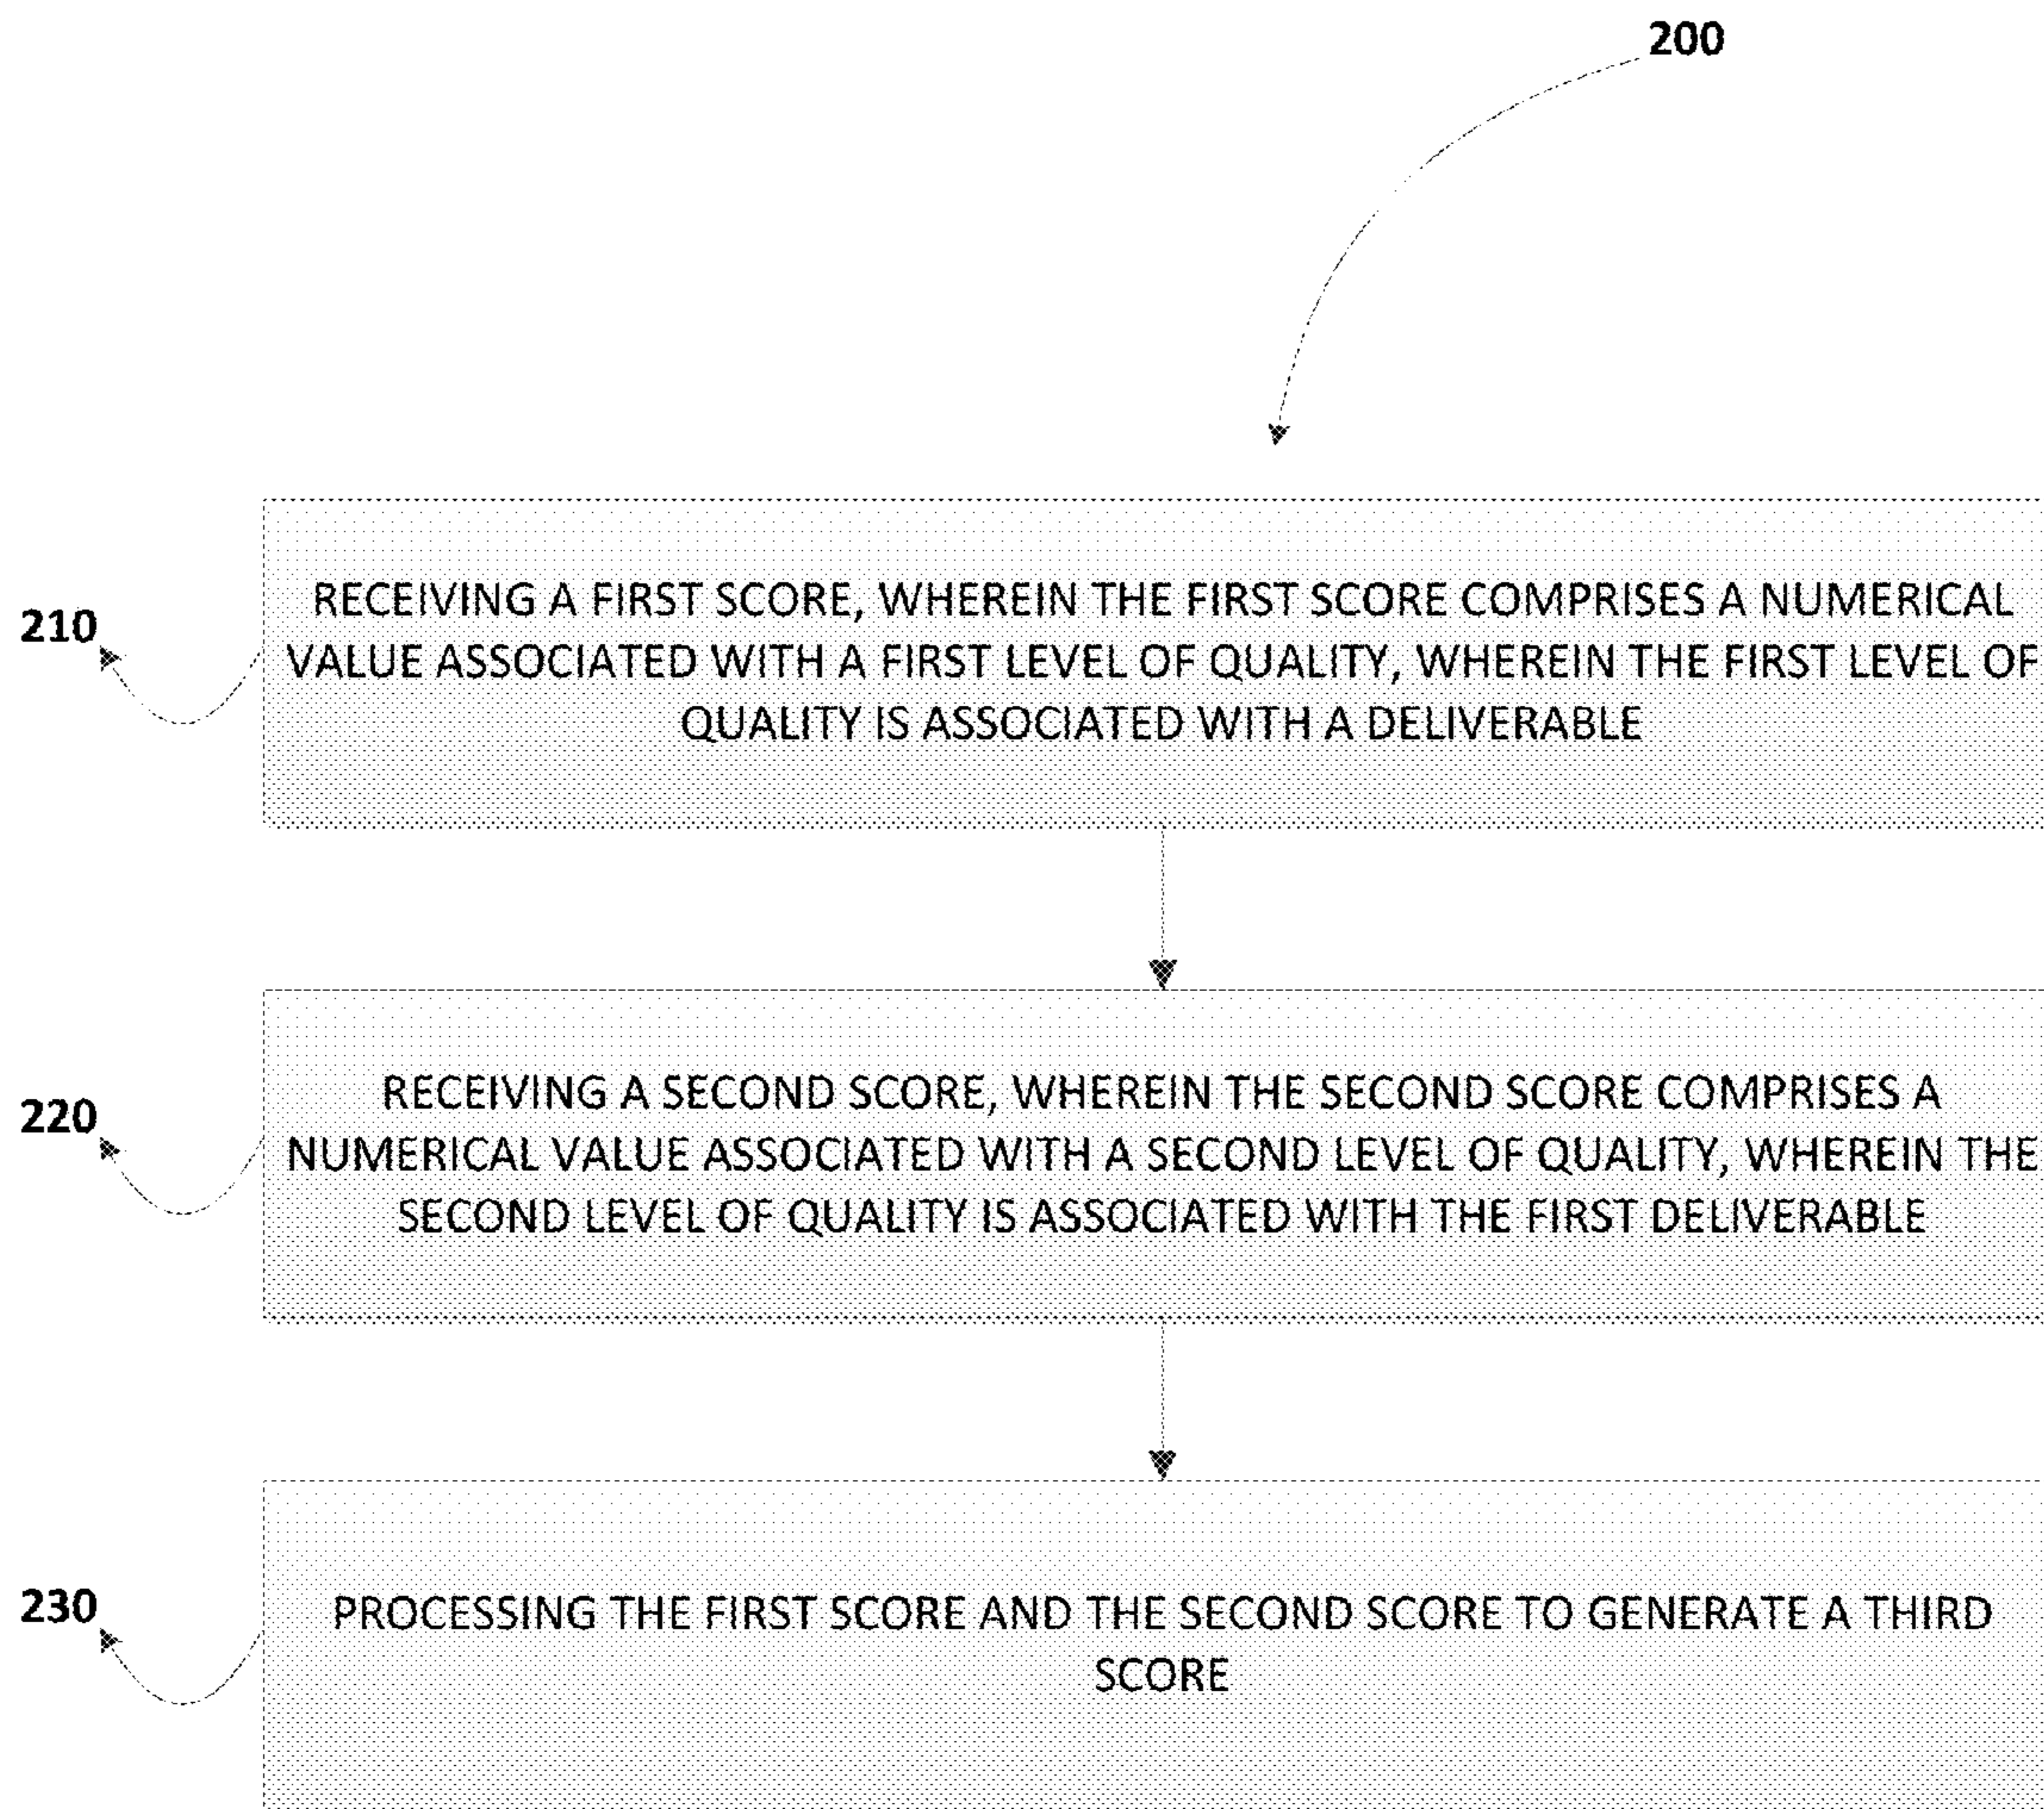 200
210
RECEIVING A FIRST SCORE, WHEREIN THE FIRST SCORE COMPRISES A NUMERICAL
VALUE ASSOCIATED WITH A FIRST LEVEL OF QUALITY, WHEREIN THE FIRST LEVEL OF
QUALITY IS ASSOCIATED WITH A DELIVERABLE
220
RECEIVING A SECOND SCORE, WHEREIN THE SECOND SCORE COMPRISES A
NUMERICAL VALUE ASSOCIATED WITH A SECOND LEVEL OF QUALITY, WHEREIN THE
SECOND LEVEL OF QUALITY IS ASSOCIATED WITH THE FIRST DELIVERABLE
230
PROCESSING THE FIRST SCORE AND THE SECOND SCORE TO GENERATE A THIRD
SCORE